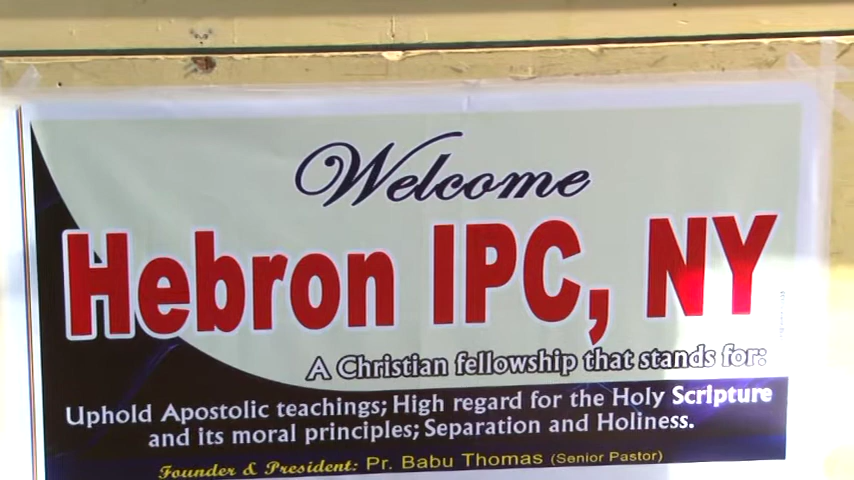 Welcome
Hebron IPC, NY
A Christian fellowship that stands for:
Uphold Apostolic teachings; High regard for the Holy Scripture
and its moral principles; Separation and Holiness.
Founder & President: Pr. Babu Thomas (Senior Pastor)